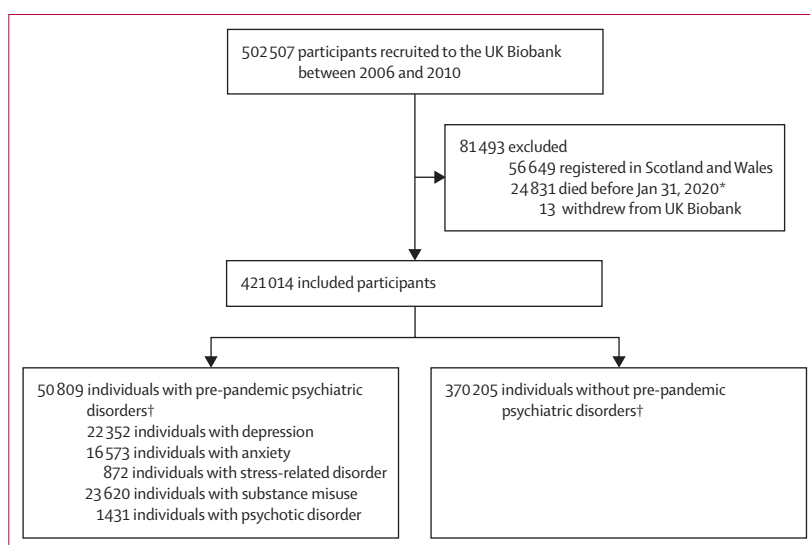 502 507 participants recruited to the UK Biobank
between 2006 and 2010
81 493 excluded
56 649 registered in Scotland and Wales
24 831 died before Jan 31, 2020*
13 withdrew from UK Biobank
421 014 included participants
50 809 individuals with pre-pandemic psychiatric
disorders†
22 352 individuals with depression
16 573 individuals with anxiety
872 individuals with stress-related disorder
23 620 individuals with substance misuse
1431 individuals with psychotic disorder
370 205 individuals without pre-pandemic
psychiatric disorders†